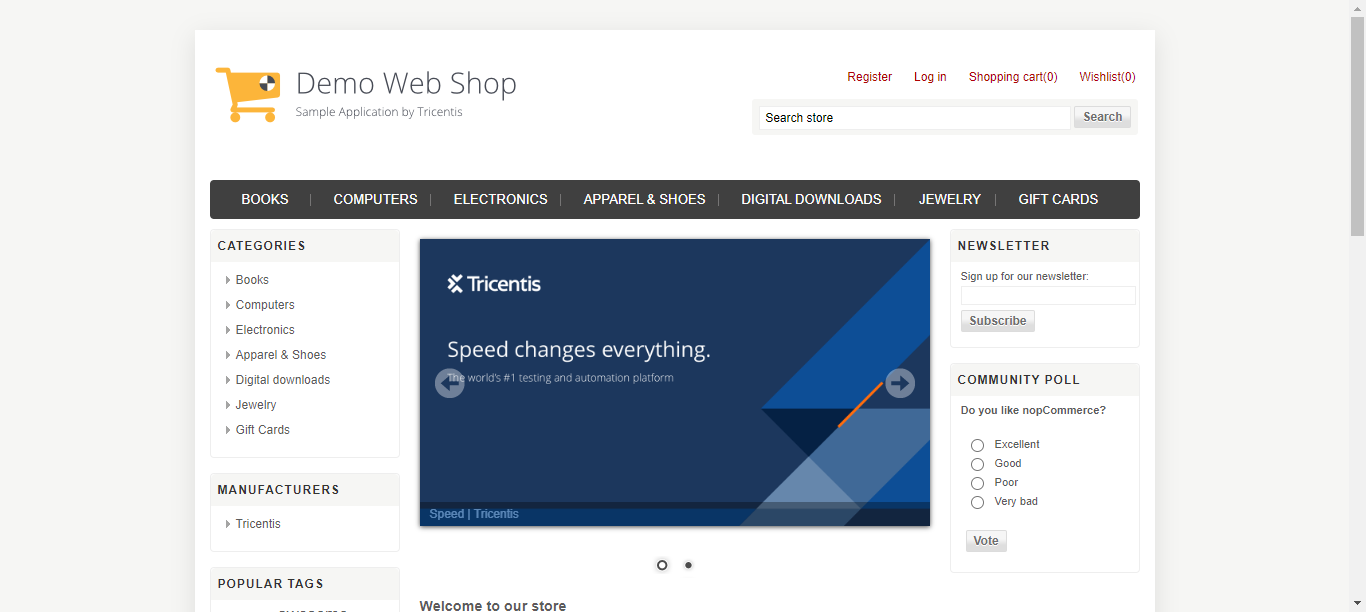 Demo Web Shop
Sample Application by Tricentis
Register Log in Shopping cart(0) Wishlist(0)
Search store Search
BOOKS COMPUTERS ELECTRONICS APPAREL & SHOES DIGITAL DOWNLOADS JEWELRY GIFT CARDS
CATEGORIES
Books
Computers
Electronics
Apparel & Shoes
Digital downloads
Jewelry
Gift Cards
MANUFACTURERS
Tricentis
POPULAR TAGS
Tricentis
Speed changes everything.
The world's #1 testing and automation platform
Speed | Tricentis
Welcome to our store
NEWSLETTER
Sign up for our newsletter:
Subscribe
COMMUNITY POLL
Do you like nopCommerce?
Excellent
Good
Poor
Very bad
Vote